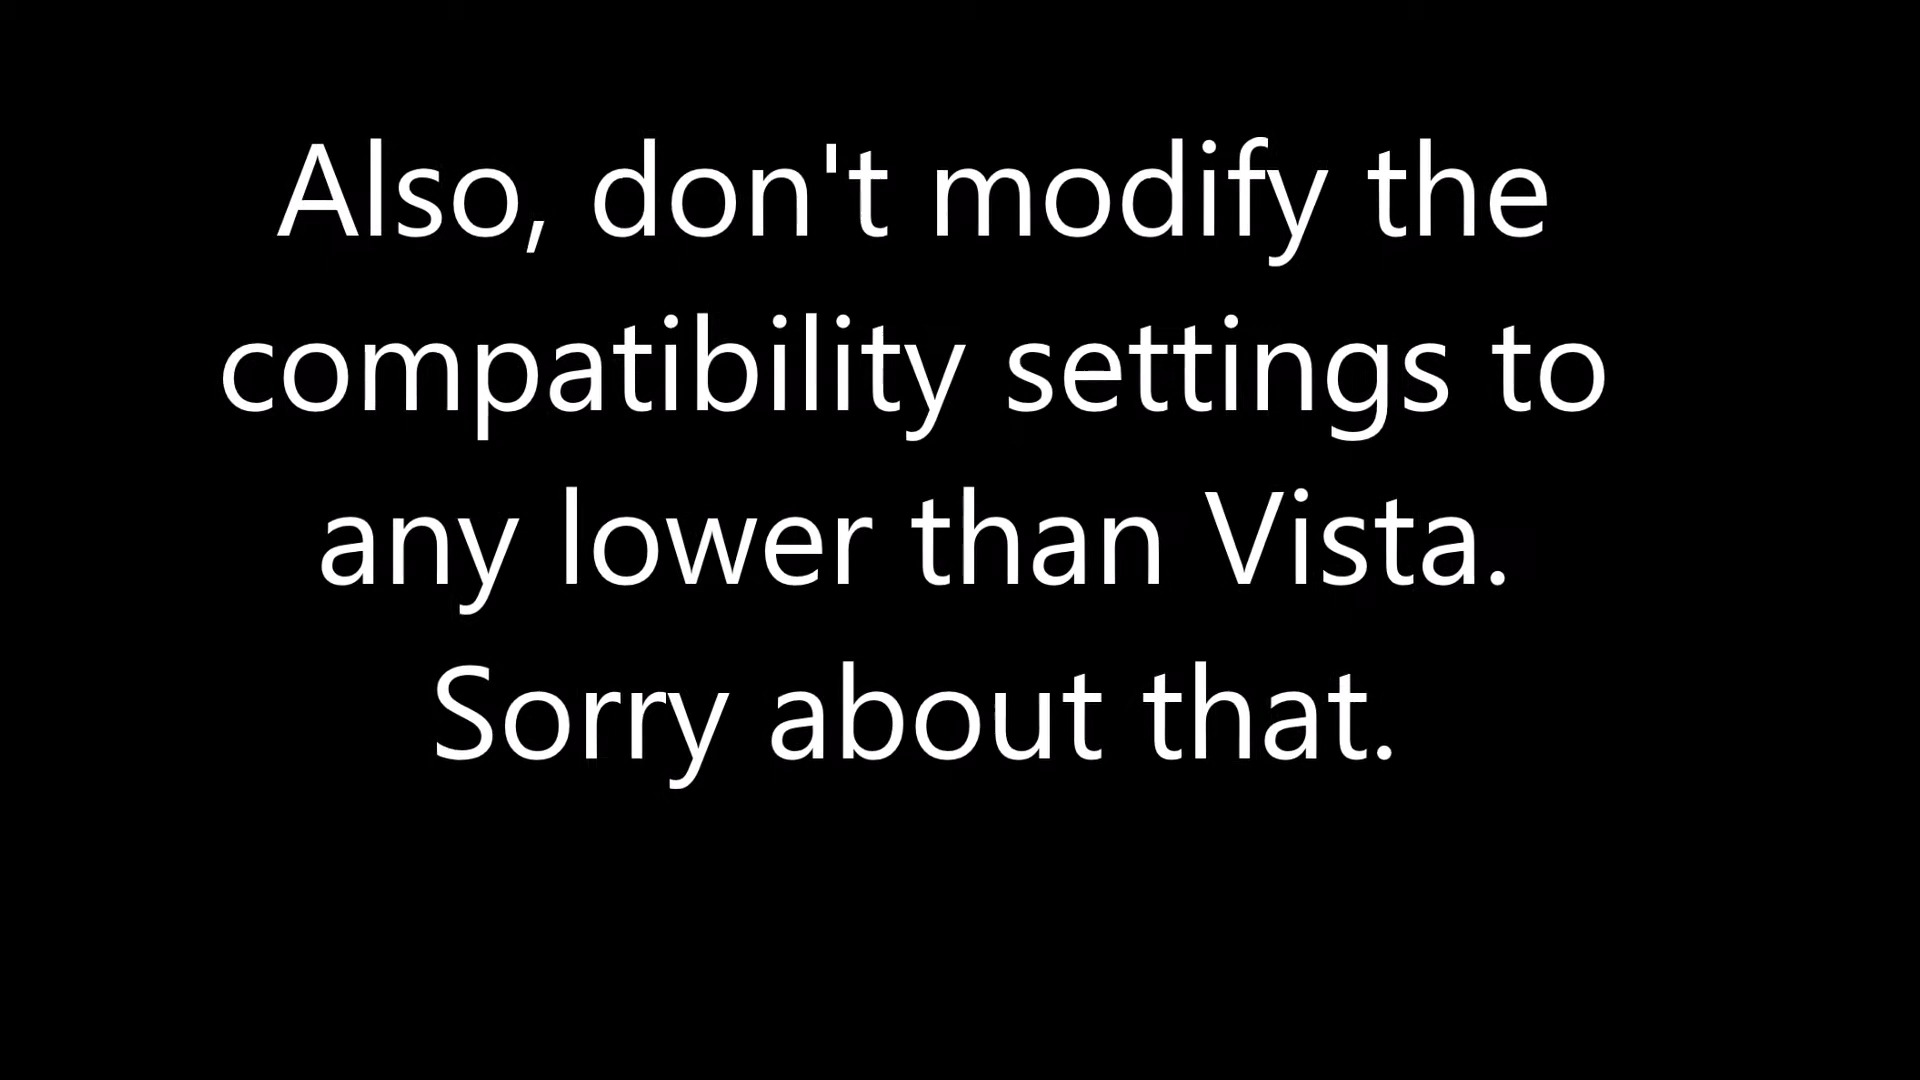 Also, don't modify the
compatibility settings to
any lower than Vista.
Sorry about that.